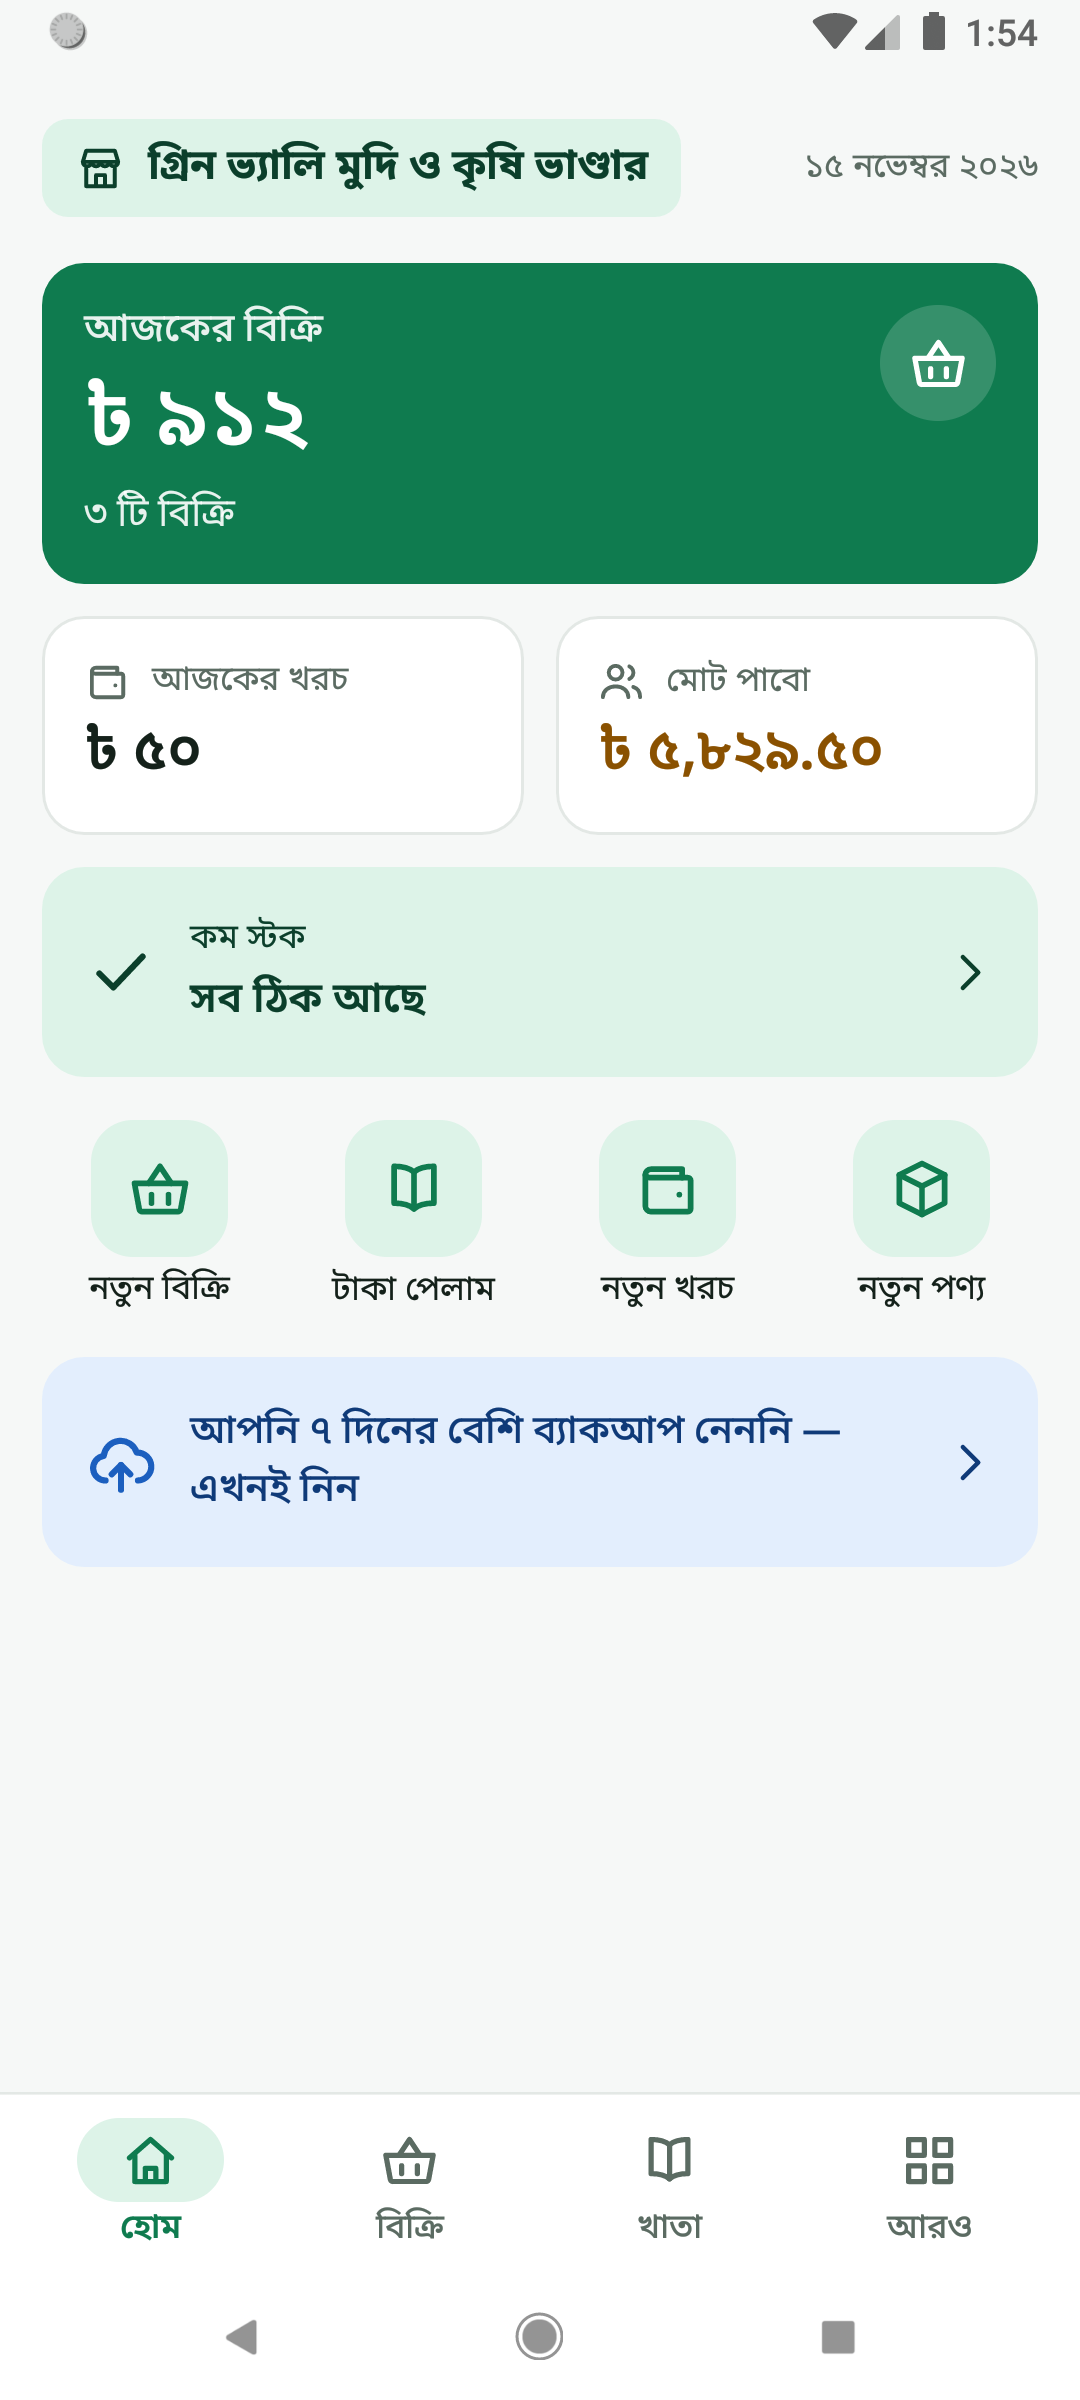 1:54
গ্রিন ভ্যালি মুদি ও কৃষি ভাণ্ডার
১৫ নভেম্বর ২০২৬
আজকের বিক্রি
৳ ৯১২
৩ টি বিক্রি
আজকের খরচ
৳ ৫০
মোট পাবো
৳ ৫,৮২৯.৫০
কম স্টক
সব ঠিক আছে
নতুন বিক্রি
টাকা পেলাম
নতুন খরচ
নতুন পণ্য
আপনি ৭ দিনের বেশি ব্যাকআপ নেননি —
এখনই নিন
হোম
বিক্রি
খাতা
আরও